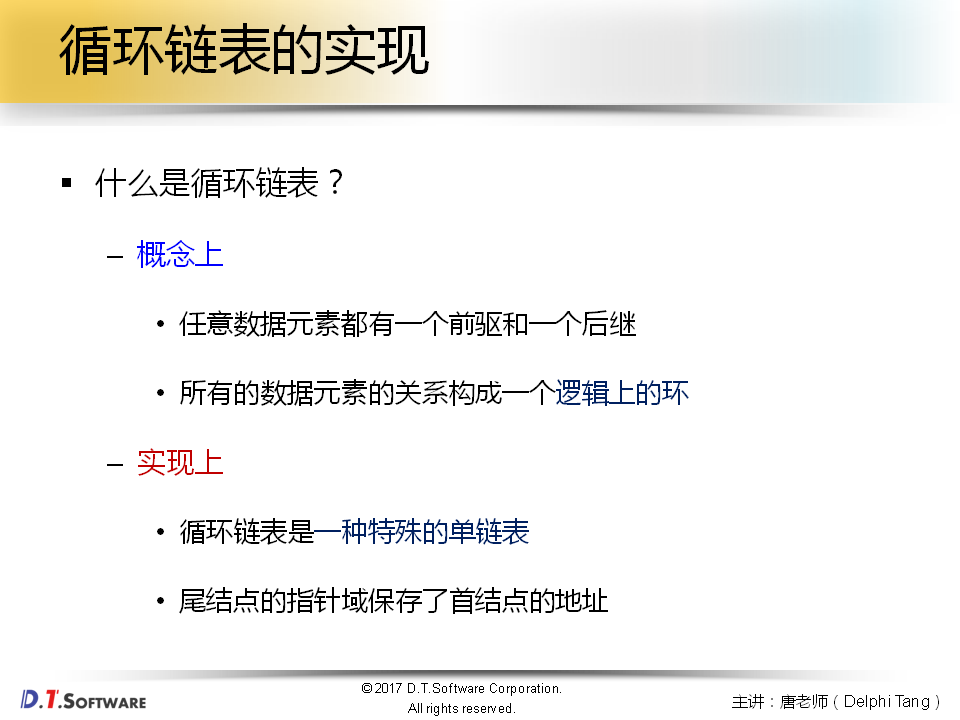 循环链表的实现
▪ 什么是循环链表？
– 概念上
• 任意数据元素都有一个前驱和一个后继
• 所有的数据元素的关系构成一个逻辑上的环
– 实现上
• 循环链表是一种特殊的单链表
• 尾结点的指针域保存了首结点的地址
D.T.SOFTWARE
©2017 D.T.Software Corporation.
All rights reserved.
主讲：唐老师（Delphi Tang）